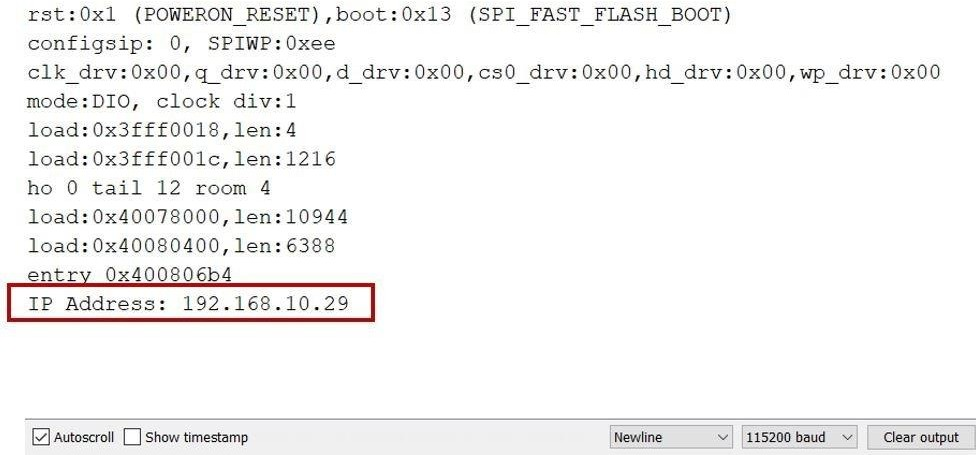 rst:0x1 (POWERON_RESET),boot:0x13 (SPI_FAST_FLASH_BOOT)
configsip: 0, SPIWP:0xee
clk_drv:0x00,q_drv:0x00,d_drv:0x00,cs0_drv:0x00,hd_drv:0x00,wp_drv:0x00
mode:DIO, clock div:1
load:0x3fff0018,len:4
load:0x3fff001c,len:1216
ho 0 tail 12 room 4
load:0x40078000,len:10944
load:0x40080400,len:6388
entry 0x400806b4
IP Address: 192.168.10.29
Autoscroll Show timestamp Newline 115200 baud Clear output